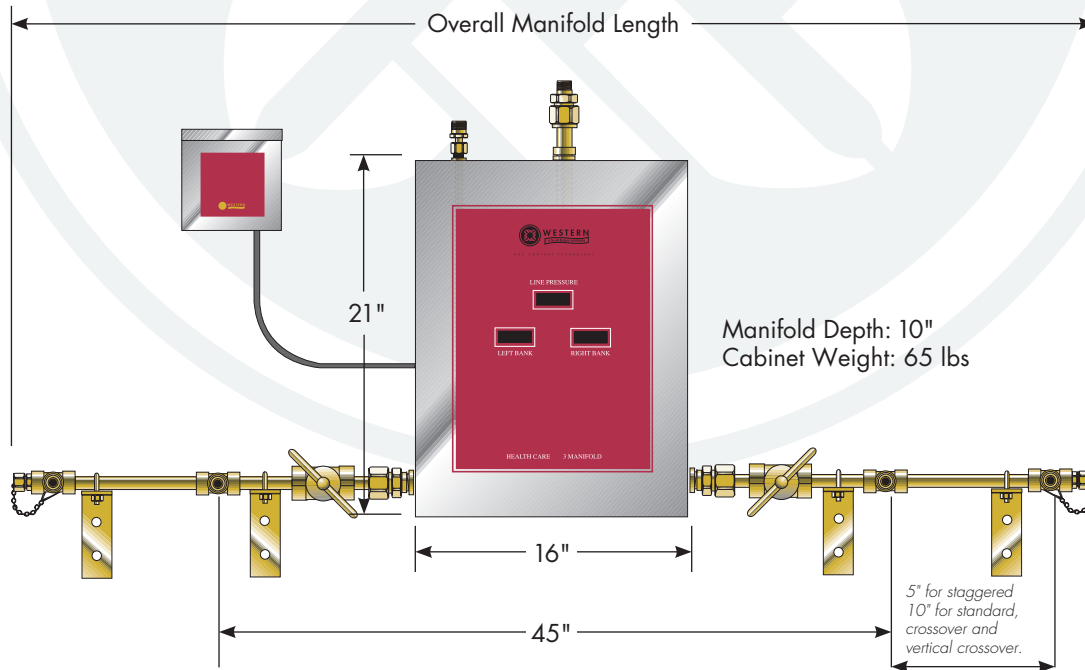 Overall Manifold Length
WESTERN
WESTERN
LINE PRESSURE
LEFT BANK
RIGHT BANK
21"
Manifold Depth: 10"
Cabinet Weight: 65 lbs
HEALTH CARE 3 MANIFOLD
16"
45"
5" for staggered
10" for standard,
crossover and
vertical crossover.